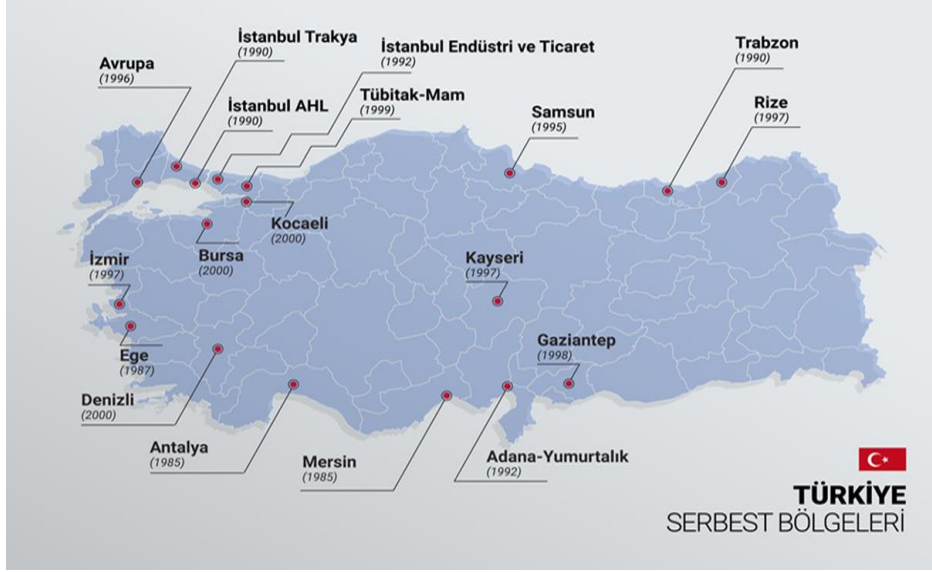 İstanbul Trakya
(1990)
İstanbul Endüstri ve Ticaret
(1992)
Trabzon
(1990)
Avrupa
(1996)
Tübitak-Mam
(1999)
İstanbul AHL
(1990)
Samsun
(1995)
Rize
(1997)
Kocaeli
(2000)
Bursa
(2000)
İzmir
(1997)
Kayseri
(1997)
Ege
(1987)
Gaziantep
(1998)
Denizli
(2000)
Antalya
(1985)
Mersin
(1985)
Adana-Yumurtalık
(1992)
TÜRKİYE
SERBEST BÖLGELERİ